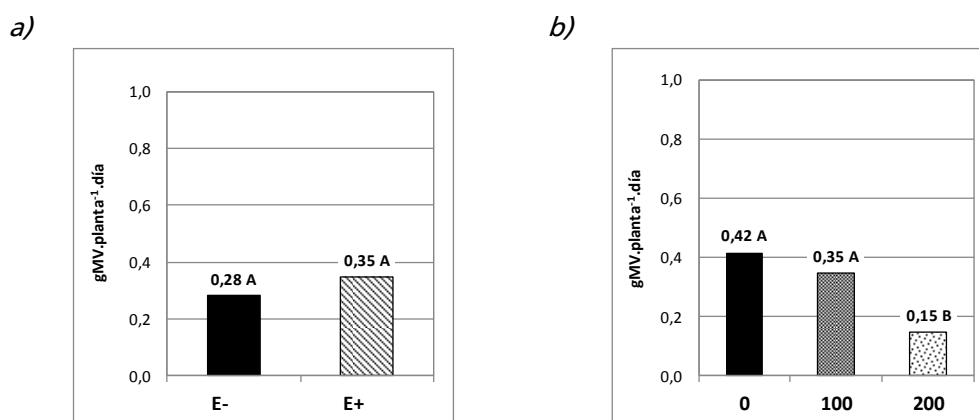 a)
gMV.planta⁻¹.día
1,0
0,8
0,6
0,4
0,2
0,0
0,28 A
0,35 A
E-
E+
b)
gMV.planta⁻¹.día
1,0
0,8
0,6
0,4
0,2
0,0
0,42 A
0,35 A
0,15 B
0
100
200